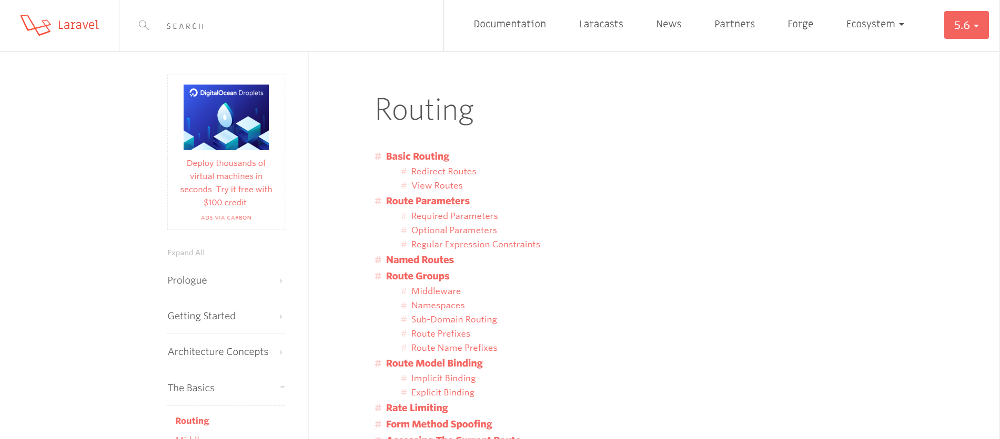 Laravel
SEARCH
Documentation
Laracasts
News
Partners
Forge
Ecosystem
5.6
DigitalOcean Droplets
Deploy thousands of
virtual machines in
seconds. Try it free with
$100 credit.
ADS VIA CARBON
Expand All
Prologue
Getting Started
Architecture Concepts
The Basics
Routing
Routing
# Basic Routing
# Redirect Routes
# View Routes
# Route Parameters
# Required Parameters
# Optional Parameters
# Regular Expression Constraints
# Named Routes
# Route Groups
# Middleware
# Namespaces
# Sub-Domain Routing
# Route Prefixes
# Route Name Prefixes
# Route Model Binding
# Implicit Binding
# Explicit Binding
# Rate Limiting
# Form Method Spoofing
# Accessing The Current Route